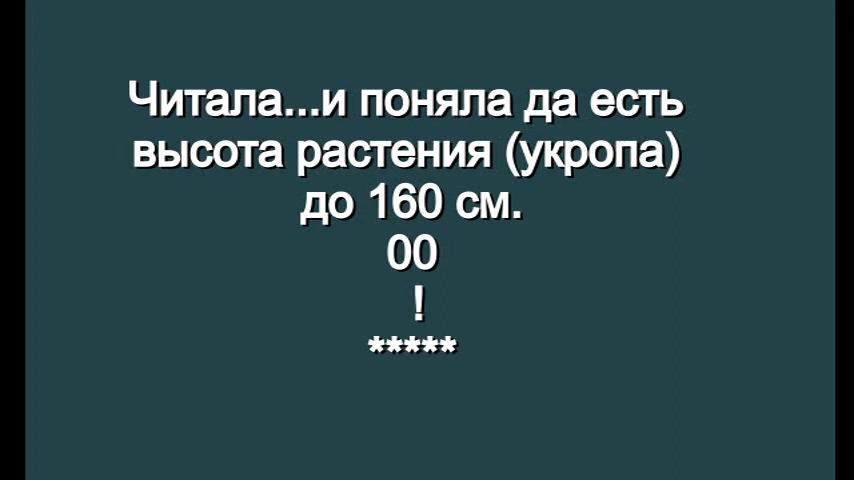 Читала...и поняла да есть
высота растения (укропа)
до 160 см.
00
!
*****